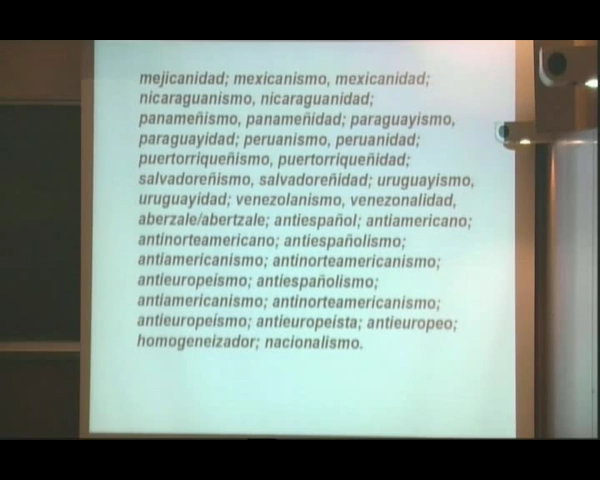 mejicanidad; mexicanismo, mexicanidad;
nicaraguanismo, nicaraguanidad;
panameñismo, panameñidad; paraguayismo,
paraguayidad; peruanismo, peruanidad;
puertorriqueñismo, puertorriqueñidad;
salvadoreñismo, salvadoreñidad; uruguayismo,
uruguayidad; venezolanismo, venezonalidad,
aberzale/abertzale; antiespañol; antiamericano;
antinorteamericano; antiespañolismo;
antiamericanismo; antinorteamericanismo;
antieuropeísmo; antiespañolismo;
antiamericanismo; antinorteamericanismo;
antieuropeísmo; antieuropeísta; antieuropeo;
homogeneizador; nacionalismo.